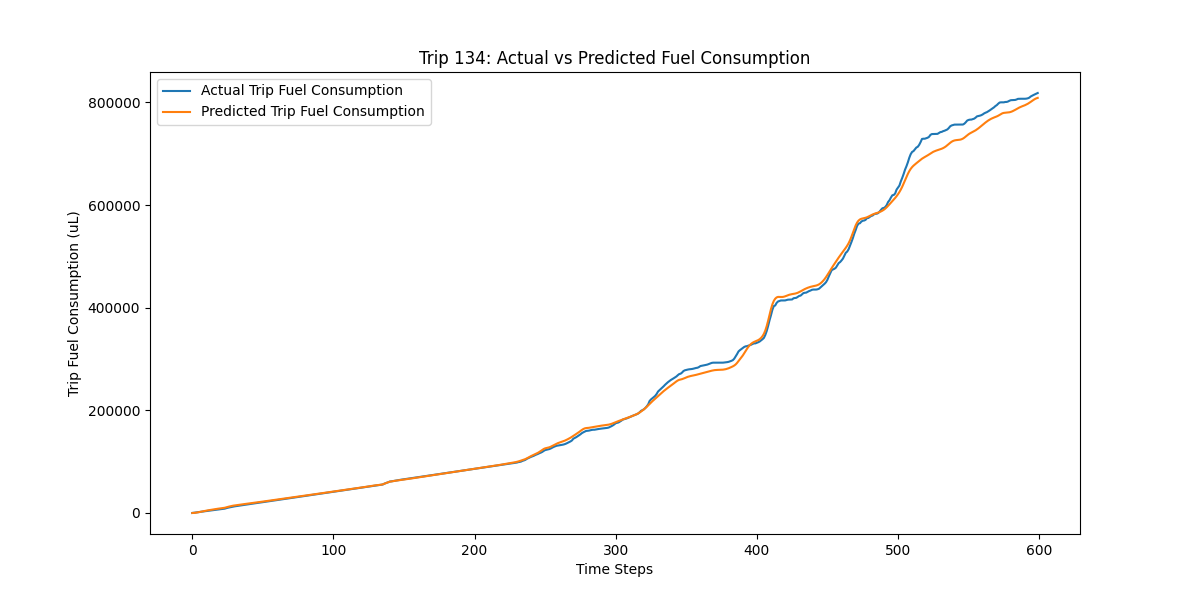 Trip 134: Actual vs Predicted Fuel Consumption
Actual Trip Fuel Consumption
Predicted Trip Fuel Consumption
Trip Fuel Consumption (uL)
800000
600000
400000
200000
0
0 100 200 300 400 500 600
Time Steps